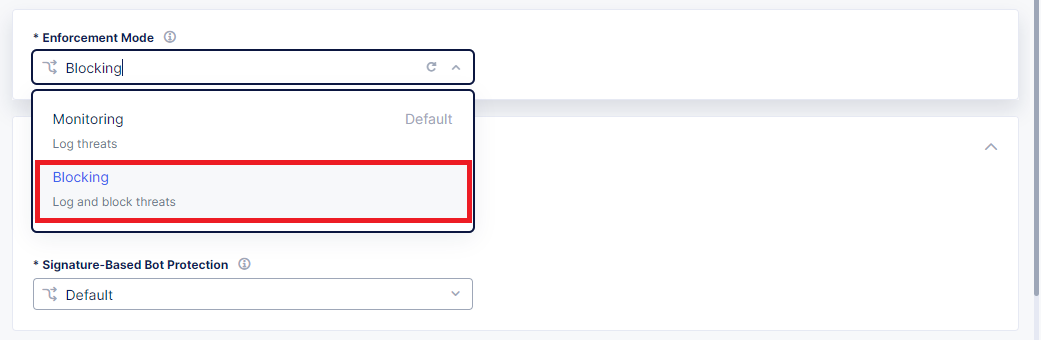 * Enforcement Mode
Blocking
Monitoring Default
Log threats
Blocking
Log and block threats
* Signature-Based Bot Protection
Default